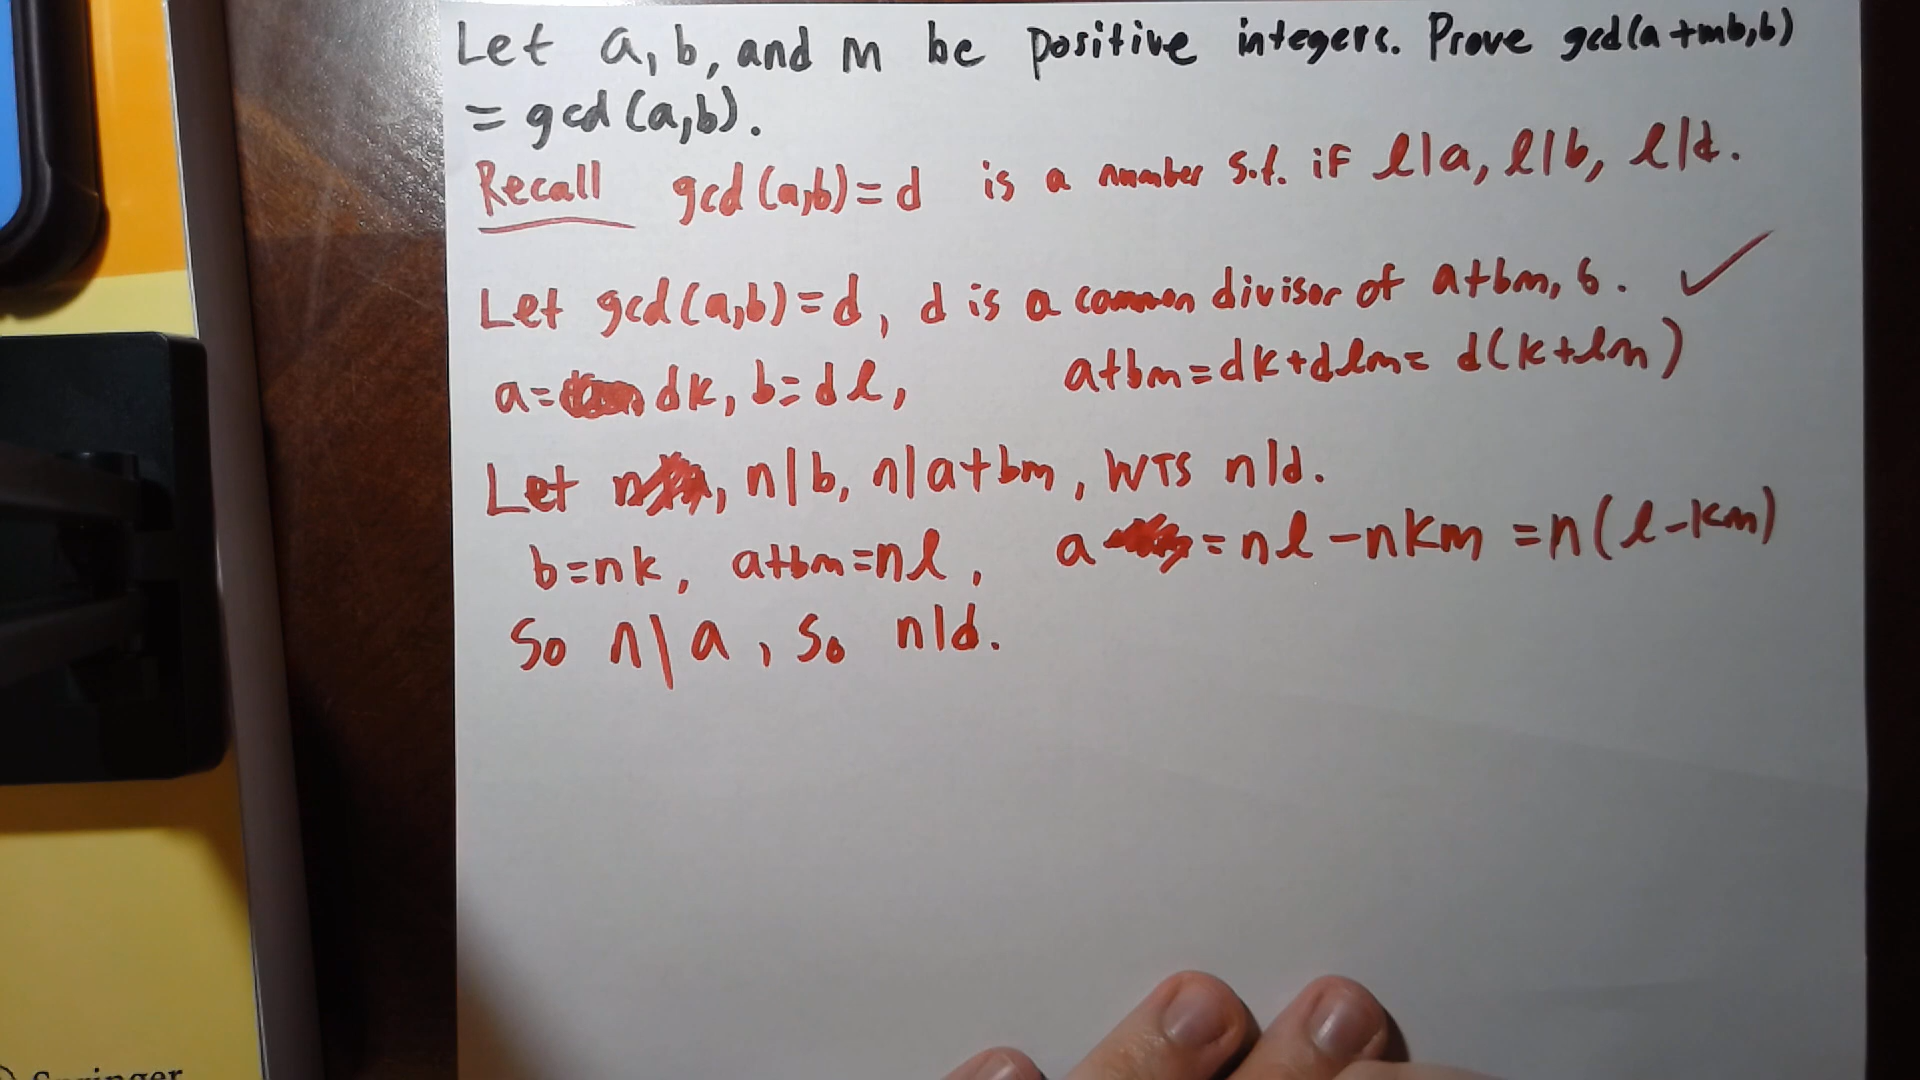 Let a, b, and m be positive integers. Prove gcd(a+mb,b)
= gcd(a,b).
Recall gcd(a,b)=d is a number s.t. if l|a, l|b, l|d.
Let gcd(a,b)=d, d is a common divisor of a+bm, b. ✓
a= dk, b=dl, a+bm=dk+dlm= d(k+lm)
Let n, n|b, n|a+bm, WTS n|d.
b=nk, a+bm=nl, a =nl-nkm=n(l-km)
So n|a, so n|d.
Springer